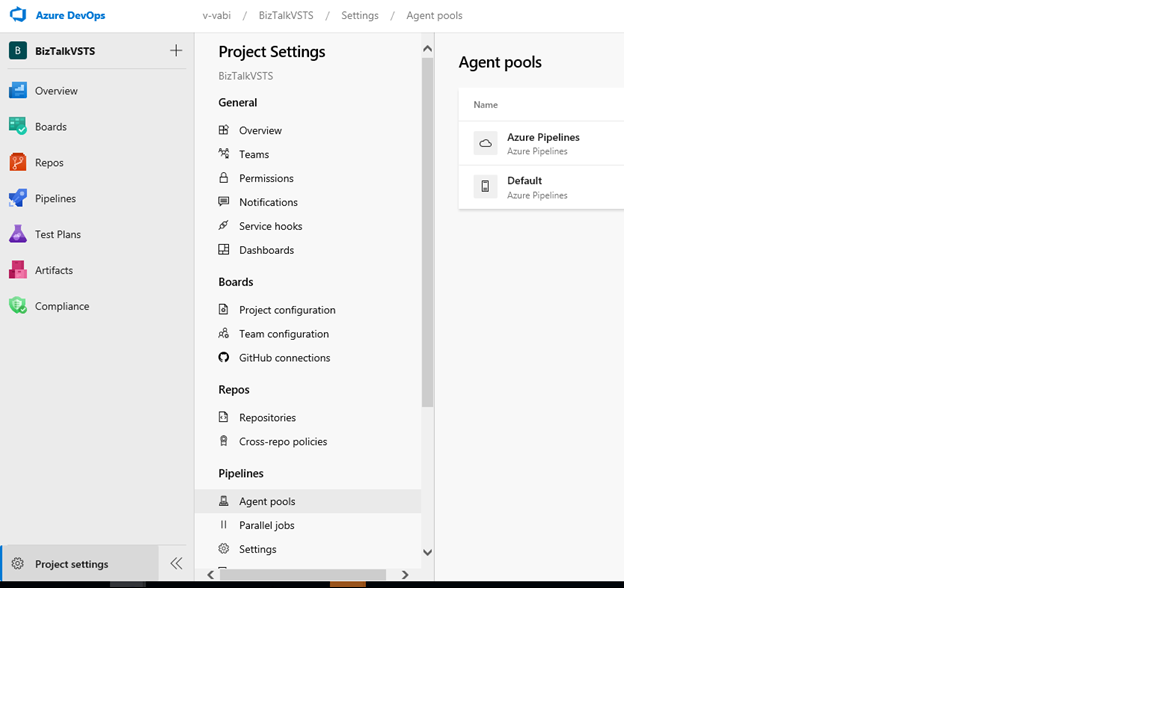 Azure DevOps
v-vabi / BizTalkVSTS / Settings / Agent pools
B BizTalkVSTS
Overview
Boards
Repos
Pipelines
Test Plans
Artifacts
Compliance
Project settings
Project Settings
BizTalkVSTS
General
Overview
Teams
Permissions
Notifications
Service hooks
Dashboards
Boards
Project configuration
Team configuration
GitHub connections
Repos
Repositories
Cross-repo policies
Pipelines
Agent pools
Parallel jobs
Settings
Agent pools
Name
Azure Pipelines
Azure Pipelines
Default
Azure Pipelines